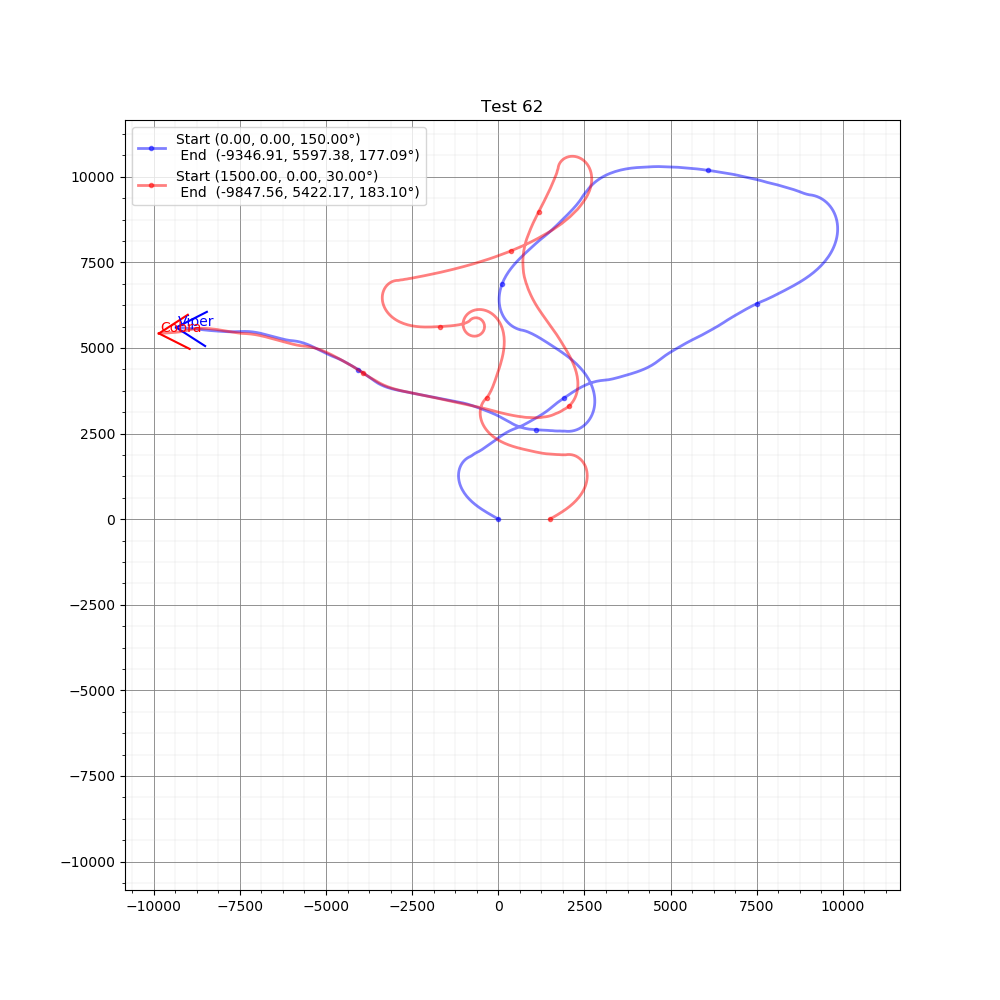 Test 62
Start (0.00, 0.00, 150.00°)
End  (-9346.91, 5597.38, 177.09°)
Start (1500.00, 0.00, 30.00°)
End  (-9847.56, 5422.17, 183.10°)
10000
7500
5000
2500
0
−2500
−5000
−7500
−10000
Viper
Cobra
−10000 −7500 −5000 −2500 0 2500 5000 7500 10000